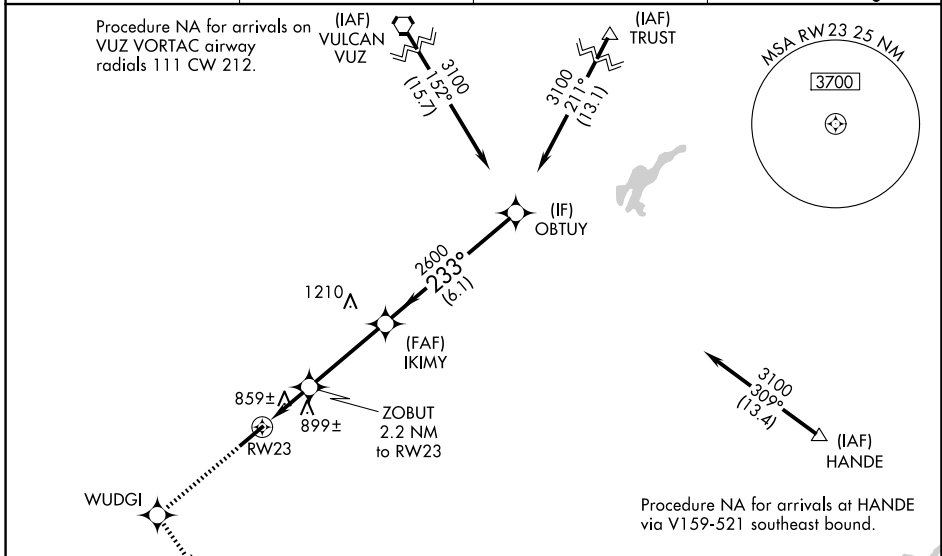 Procedure NA for arrivals on
VUZ VORTAC airway
radials 111 CW 212.
(IAF)
VULCAN
VUZ
3100
152°
(15.7)
(IAF)
TRUST
3100
211°
(13.1)
MSA RW23 25 NM
3700
(IF)
OBTUY
2600
233°
(6.1)
1210
(FAF)
IKIMY
859±
899±
ZOBUT
2.2 NM
to RW23
RW23
3100
309°
(13.4)
(IAF)
HANDE
WUDGI
Procedure NA for arrivals at HANDE
via V159-521 southeast bound.